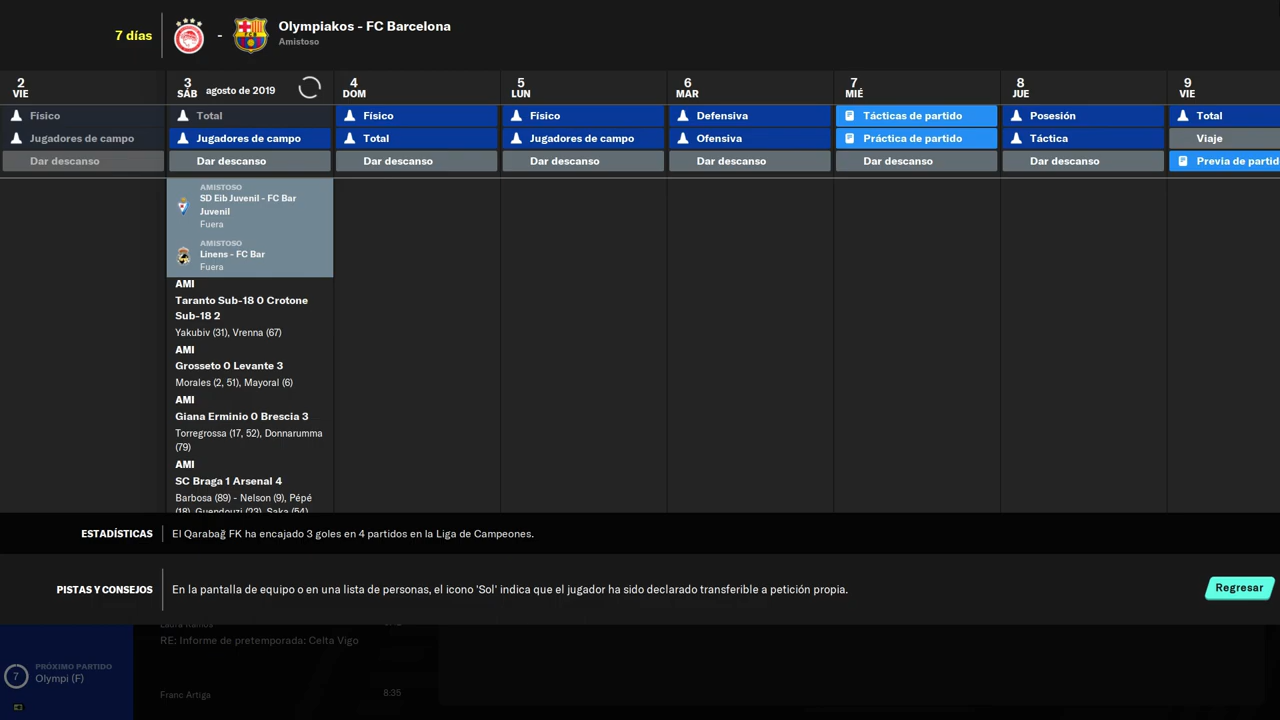 7 días
-
Olympiakos - FC Barcelona
Amistoso
2
VIE
3
SÁB
agosto de 2019
4
DOM
5
LUN
6
MAR
7
MIÉ
8
JUE
9
VIE
Físico
Total
Físico
Físico
Defensiva
Tácticas de partido
Posesión
Total
Jugadores de campo
Jugadores de campo
Total
Jugadores de campo
Ofensiva
Práctica de partido
Táctica
Viaje
Dar descanso
Dar descanso
Dar descanso
Dar descanso
Dar descanso
Dar descanso
Dar descanso
Previa de partid
AMISTOSO
SD Eib Juvenil - FC Bar
Juvenil
Fuera
AMISTOSO
Linens - FC Bar
Fuera
AMI
Taranto Sub-18 0 Crotone
Sub-18 2
Yakubiv (31), Vrenna (67)
AMI
Grosseto 0 Levante 3
Morales (2, 51), Mayoral (6)
AMI
Giana Erminio 0 Brescia 3
Torregrossa (17, 52), Donnarumma
(79)
AMI
SC Braga 1 Arsenal 4
Barbosa (89) - Nelson (9), Pépé
(18), Guendouzi (23), Saka (54)
ESTADÍSTICAS
El Qarabağ FK ha encajado 3 goles en 4 partidos en la Liga de Campeones.
PISTAS Y CONSEJOS
En la pantalla de equipo o en una lista de personas, el icono 'Sol' indica que el jugador ha sido declarado transferible a petición propia.
Regresar
Laura Ramos
RE: Informe de pretemporada: Celta Vigo
7
PRÓXIMO PARTIDO
Olympi (F)
Franc Artiga
8:35